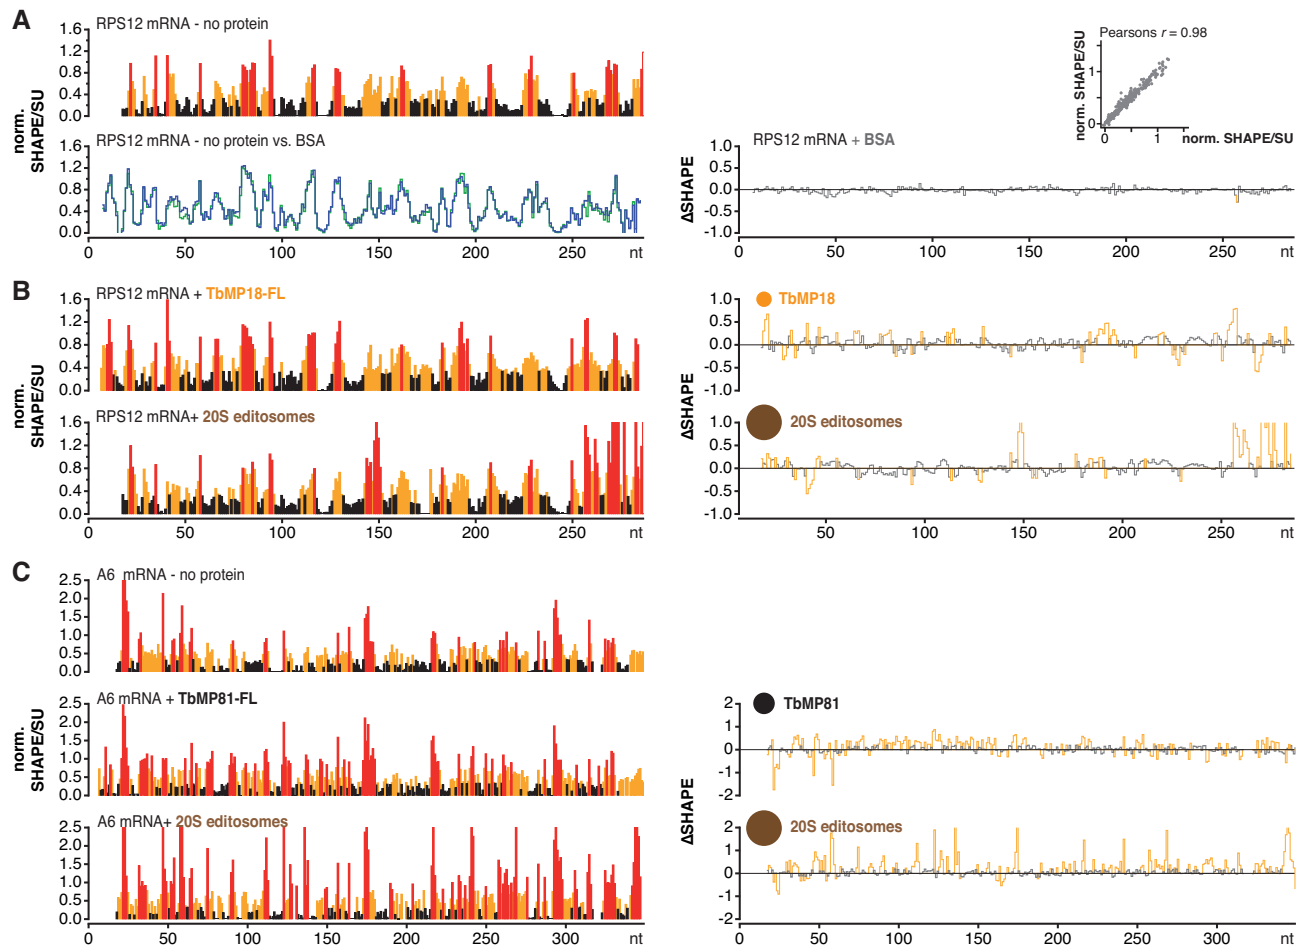 A
RPS12 mRNA - no protein
1.6
1.2
0.8
0.4
0.0
norm.
SHAPE/SU
RPS12 mRNA - no protein vs. BSA
1.6
1.2
0.8
0.4
0.0
0 50 100 150 200 250 nt
Pearsons r = 0.98
norm. SHAPE/SU
1
0
0 1
norm. SHAPE/SU
RPS12 mRNA + BSA
ΔSHAPE
1.0
0.5
0.0
-0.5
-1.0
0 50 100 150 200 250 nt
B
RPS12 mRNA + TbMP18-FL
1.6
1.2
0.8
0.4
0.0
norm.
SHAPE/SU
RPS12 mRNA+ 20S editosomes
1.6
1.2
0.8
0.4
0.0
0 50 100 150 200 250 nt
TbMP18
1.0
0.5
0.0
-0.5
-1.0
ΔSHAPE
20S editosomes
1.0
0.5
0.0
-0.5
-1.0
50 100 150 200 250 nt
C
A6 mRNA - no protein
2.5
2.0
1.5
1.0
0.5
0.0
A6 mRNA + TbMP81-FL
norm.
SHAPE/SU
2.5
2.0
1.5
1.0
0.5
0.0
A6 mRNA+ 20S editosomes
2.5
2.0
1.5
1.0
0.5
0.0
0 50 100 150 200 250 300 nt
TbMP81
2
1
0
-1
-2
ΔSHAPE
20S editosomes
2
1
0
-1
-2
0 50 100 150 200 250 300 nt